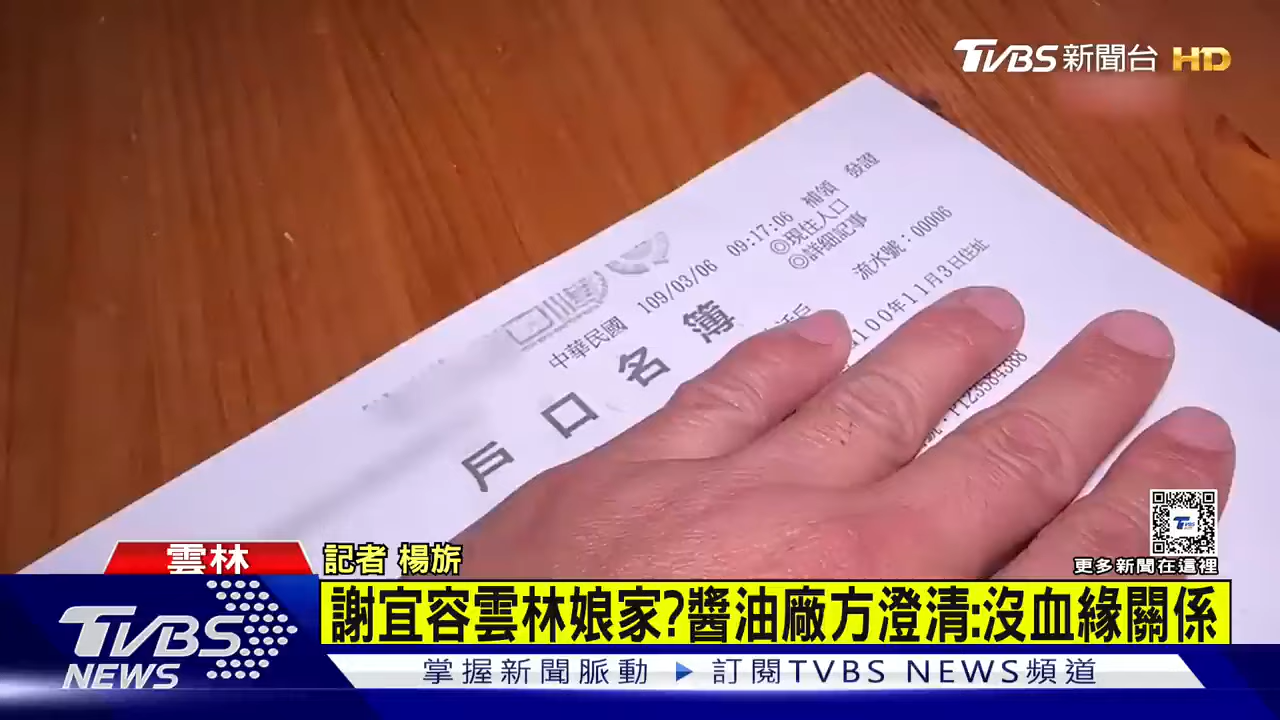 TVBS新聞台 HD
中華民國 109/03/06 09:17:06 補領 發證
◎現住人口
◎詳細記事
戶口名簿
流水號：00006
100年11月3日住址
雲林
記者 楊旂
更多新聞在這裡
謝宜容雲林娘家?醬油廠方澄清:沒血緣關係
TVBS NEWS
掌握新聞脈動 ▶ 訂閱TVBS NEWS頻道